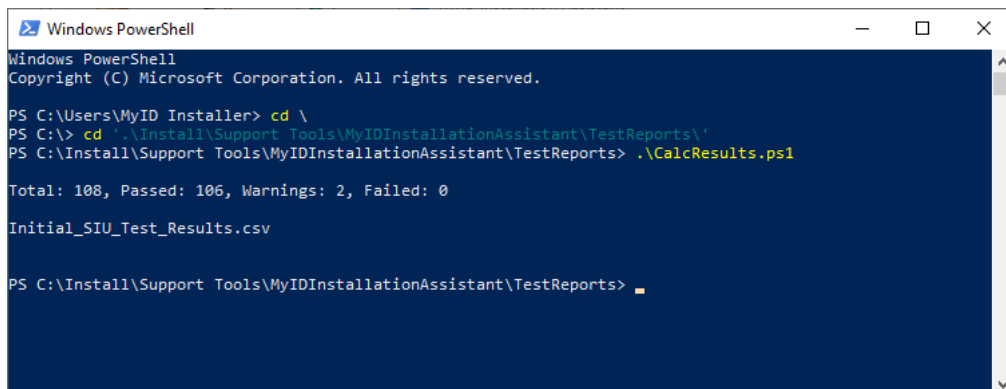 Windows PowerShell
Windows PowerShell
Copyright (C) Microsoft Corporation. All rights reserved.
PS C:\Users\MyID Installer> cd \
PS C:\> cd '.\Install\Support Tools\MyIDInstallationAssistant\TestReports\'
PS C:\Install\Support Tools\MyIDInstallationAssistant\TestReports> .\CalcResults.ps1
Total: 108, Passed: 106, Warnings: 2, Failed: 0
Initial_SIU_Test_Results.csv
PS C:\Install\Support Tools\MyIDInstallationAssistant\TestReports>